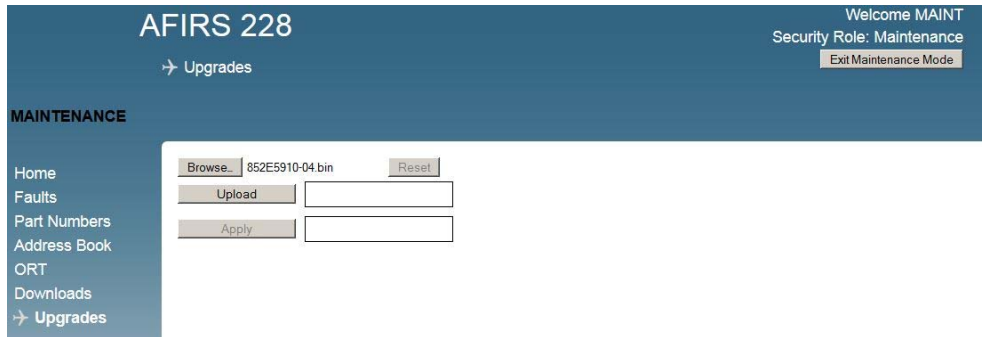 AFIRS 228
Welcome MAINT
Security Role: Maintenance
Exit Maintenance Mode
Upgrades
MAINTENANCE
Home
Faults
Part Numbers
Address Book
ORT
Downloads
Upgrades
Browse.. 852E5910-04.bin Reset
Upload
Apply